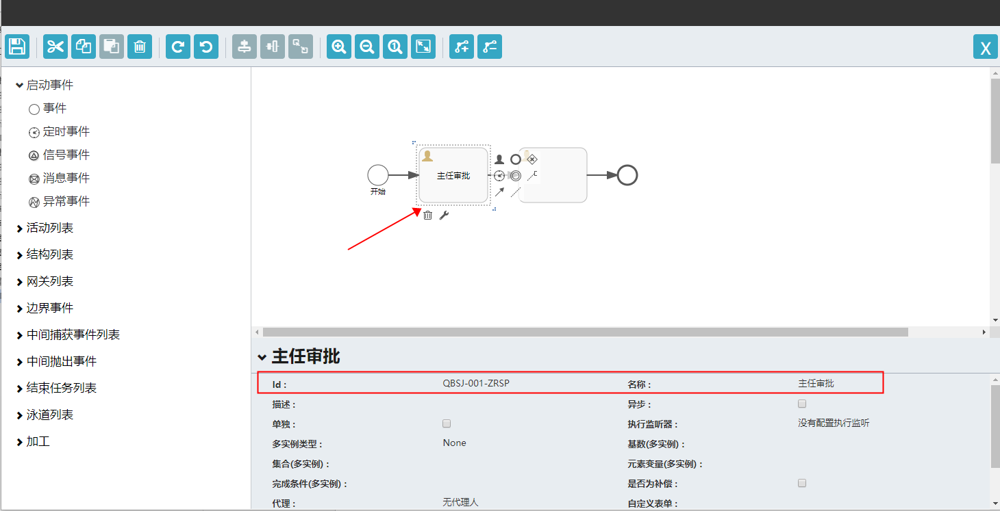 X
启动事件
事件
定时事件
信号事件
消息事件
异常事件
活动列表
结构列表
网关列表
边界事件
中间捕获事件列表
中间抛出事件
结束任务列表
泳道列表
加工
开始
主任审批
主任审批
Id : QBSJ-001-ZRSP 名称 : 主任审批
描述 : 异步 :
单独 : 执行监听器 : 没有配置执行监听
多实例类型 : None 基数(多实例) :
集合(多实例) : 元素变量(多实例) :
完成条件(多实例) : 是否为补偿 :
代理 : 无代理人 自定义表单 :